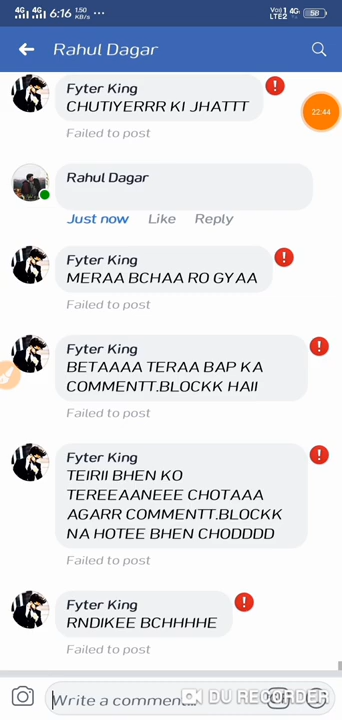 4G 4G 6:16 1.50 KB/s ...
Vo) 1 4G LTE2 58
Rahul Dagar
Fyter King
CHUTIYERRR KI JHATTT
Failed to post
22:44
Rahul Dagar
Just now Like Reply
Fyter King
MERAA BCHAA RO GYAA
Failed to post
Fyter King
BETAAAA TERAA BAP KA
COMMENTT.BLOCKK HAII
Failed to post
Fyter King
TEIRII BHEN KO
TEREEAANEEE CHOTAAA
AGARR COMMENTT.BLOCKK
NA HOTEE BHEN CHODDDD
Failed to post
Fyter King
RNDIKEE BCHHHHE
Failed to post
Write a comment...
DU RECORDER